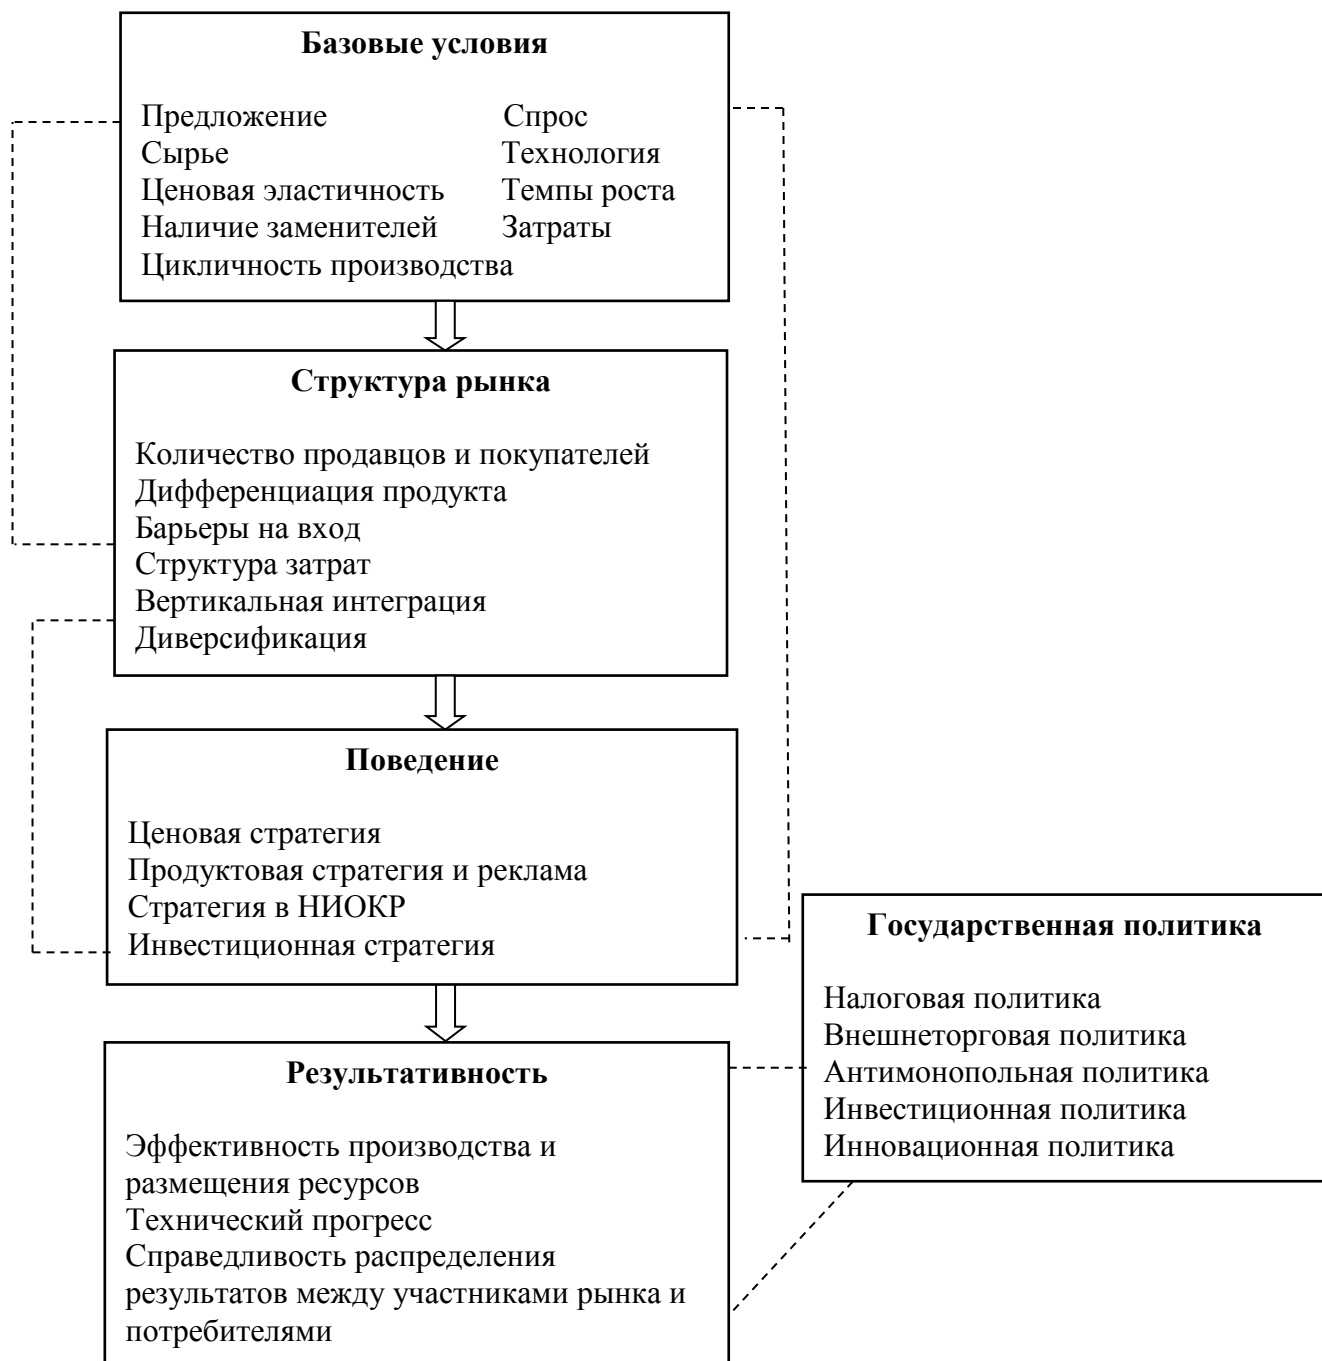 Базовые условия
Предложение Спрос
Сырье Технология
Ценовая эластичность Темпы роста
Наличие заменителей Затраты
Цикличность производства
Структура рынка
Количество продавцов и покупателей
Дифференциация продукта
Барьеры на вход
Структура затрат
Вертикальная интеграция
Диверсификация
Поведение
Ценовая стратегия
Продуктовая стратегия и реклама
Стратегия в НИОКР
Инвестиционная стратегия
Государственная политика
Налоговая политика
Внешнеторговая политика
Антимонопольная политика
Инвестиционная политика
Инновационная политика
Результативность
Эффективность производства и
размещения ресурсов
Технический прогресс
Справедливость распределения
результатов между участниками рынка и
потребителями